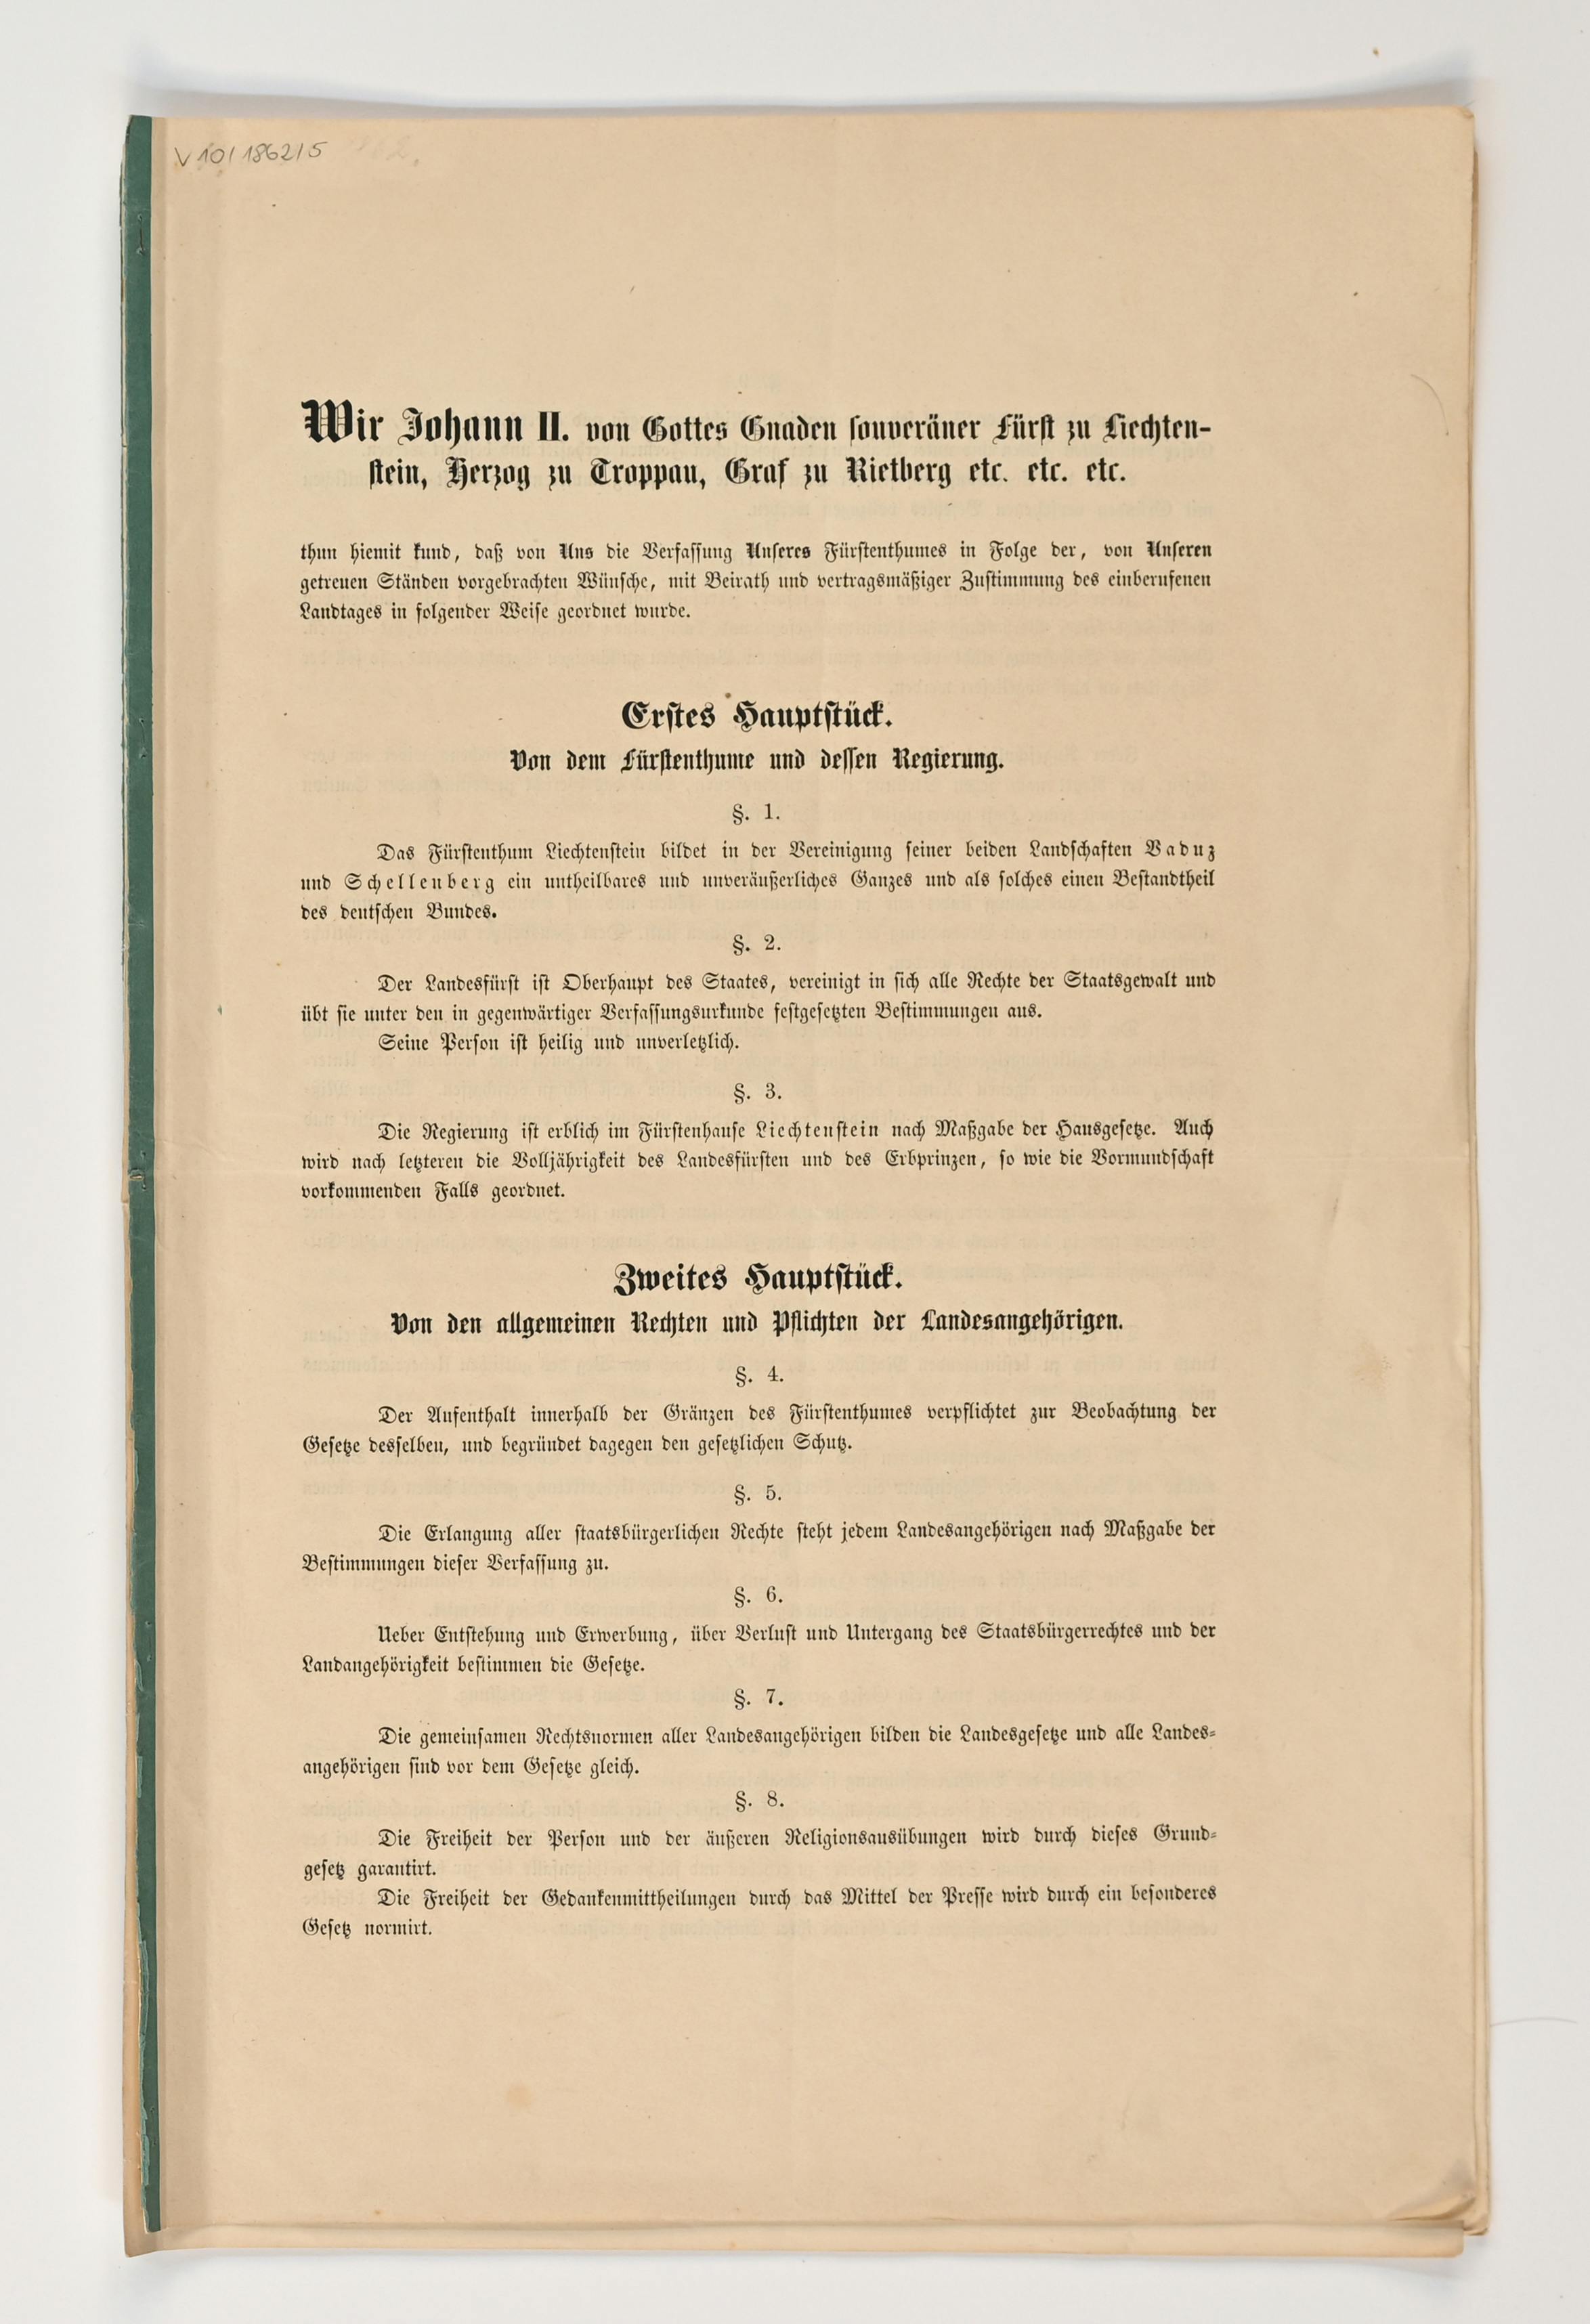 V 10/1862/5
Wir Johann II. von Gottes Gnaden souveräner Fürst zu Liechten-
stein, Herzog zu Troppau, Graf zu Rietberg etc. etc. etc.
thun hiemit kund, daß von Uns die Verfassung Unseres Fürstenthumes in Folge der, von Unseren
getreuen Ständen vorgebrachten Wünsche, mit Beirath und vertragsmäßiger Zustimmung des einberufenen
Landtages in folgender Weise geordnet wurde.
Erstes Hauptstück.
Von dem Fürstenthume und dessen Regierung.
§. 1.
Das Fürstenthum Liechtenstein bildet in der Vereinigung seiner beiden Landschaften Vaduz
und Schellenberg ein untheilbares und unveräußerliches Ganzes und als solches einen Bestandtheil
des deutschen Bundes.
§. 2.
Der Landesfürst ist Oberhaupt des Staates, vereinigt in sich alle Rechte der Staatsgewalt und
übt sie unter den in gegenwärtiger Verfassungsurkunde festgesetzten Bestimmungen aus.
Seine Person ist heilig und unverletzlich.
§. 3.
Die Regierung ist erblich im Fürstenhause Liechtenstein nach Maßgabe der Hausgesetze. Auch
wird nach letzteren die Volljährigkeit des Landesfürsten und des Erbprinzen, so wie die Vormundschaft
vorkommenden Falls geordnet.
Zweites Hauptstück.
Von den allgemeinen Rechten und Pflichten der Landesangehörigen.
§. 4.
Der Aufenthalt innerhalb der Gränzen des Fürstenthumes verpflichtet zur Beobachtung der
Gesetze desselben, und begründet dagegen den gesetzlichen Schutz.
§. 5.
Die Erlangung aller staatsbürgerlichen Rechte steht jedem Landesangehörigen nach Maßgabe der
Bestimmungen dieser Verfassung zu.
§. 6.
Ueber Entstehung und Erwerbung, über Verlust und Untergang des Staatsbürgerrechtes und der
Landangehörigkeit bestimmen die Gesetze.
§. 7.
Die gemeinsamen Rechtsnormen aller Landesangehörigen bilden die Landesgesetze und alle Landes-
angehörigen sind vor dem Gesetze gleich.
§. 8.
Die Freiheit der Person und der äußeren Religionsausübungen wird durch dieses Grund-
gesetz garantirt.
Die Freiheit der Gedankenmittheilungen durch das Mittel der Presse wird durch ein besonderes
Gesetz normirt.